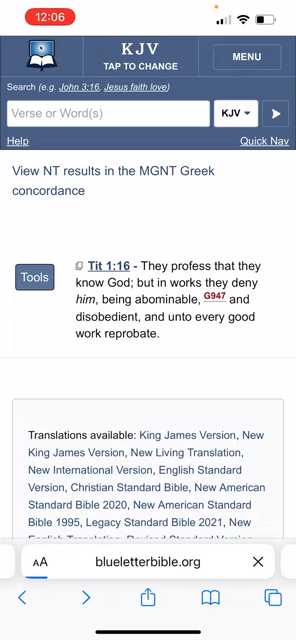 12:06
KJV
TAP TO CHANGE
MENU
Search (e.g. John 3:16, Jesus faith love)
Verse or Word(s)
KJV
Help
Quick Nav
View NT results in the MGNT Greek
concordance
Tools
Tit 1:16 - They profess that they
know God; but in works they deny
him, being abominable, G947 and
disobedient, and unto every good
work reprobate.
Translations available: King James Version, New
King James Version, New Living Translation,
New International Version, English Standard
Version, Christian Standard Bible, New American
Standard Bible 2020, New American Standard
Bible 1995, Legacy Standard Bible 2021, New
English Translation, Revised Standard Version,
AA
blueletterbible.org